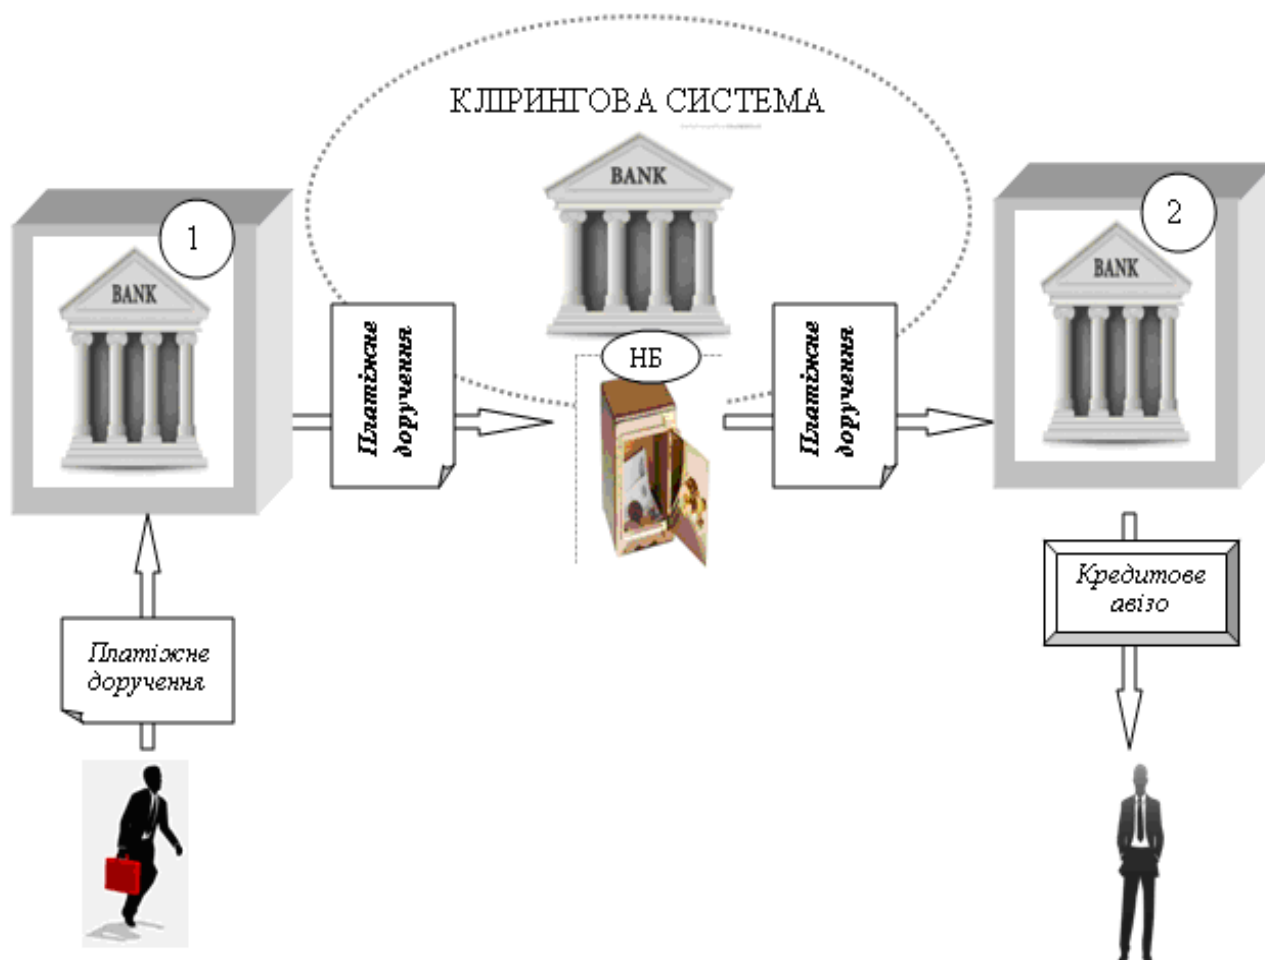 КЛІРИНГОВА СИСТЕМА
BANK
1
BANK
2
BANK
Платіжне
доручення
НБ
Платіжне
доручення
Кредитове
авізо
Платіжне
доручення